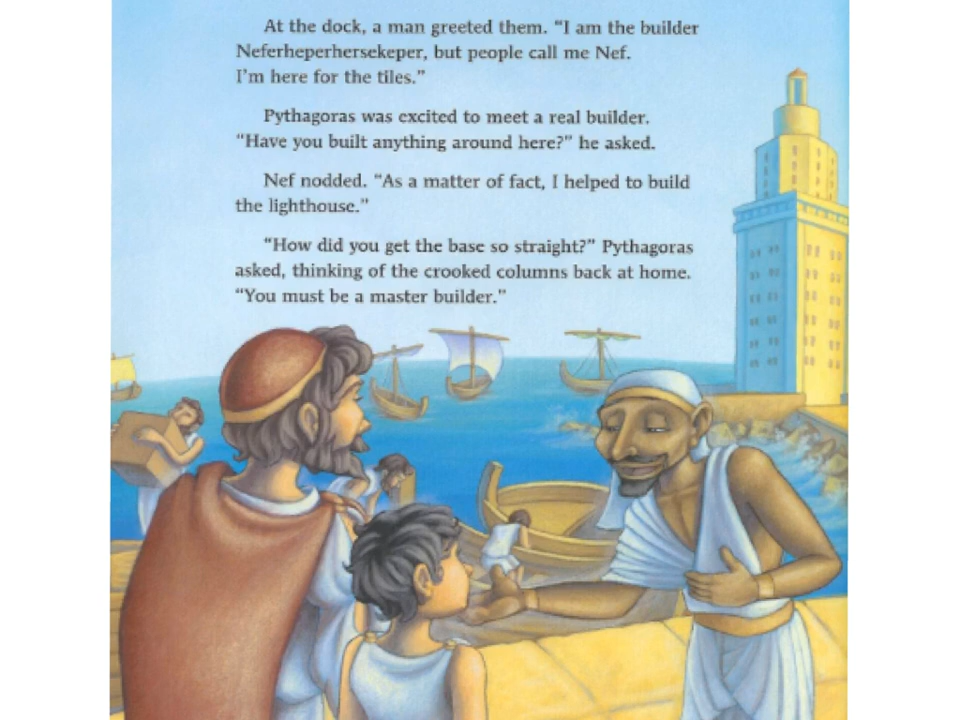 At the dock, a man greeted them. “I am the builder
Neferheperhersekeper, but people call me Nef.
I’m here for the tiles.”
Pythagoras was excited to meet a real builder.
“Have you built anything around here?” he asked.
Nef nodded. “As a matter of fact, I helped to build
the lighthouse.”
“How did you get the base so straight?” Pythagoras
asked, thinking of the crooked columns back at home.
“You must be a master builder.”